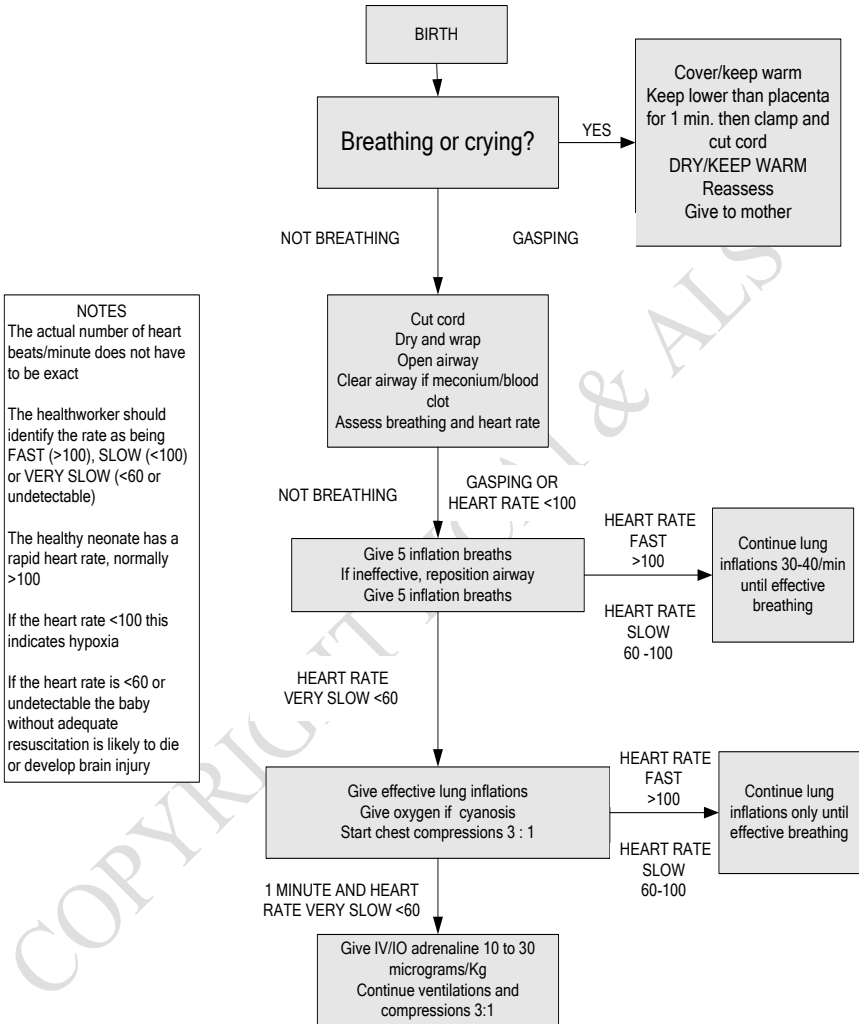 BIRTH
Breathing or crying?
YES
Cover/keep warm
Keep lower than placenta
for 1 min. then clamp and
cut cord
DRY/KEEP WARM
Reassess
Give to mother
NOT BREATHING
GASPING
NOTES
The actual number of heart
beats/minute does not have
to be exact
The healthworker should
identify the rate as being
FAST (>100), SLOW (<100)
or VERY SLOW (<60 or
undetectable)
The healthy neonate has a
rapid heart rate, normally
>100
If the heart rate <100 this
indicates hypoxia
If the heart rate is <60 or
undetectable the baby
without adequate
resuscitation is likely to die
or develop brain injury
Cut cord
Dry and wrap
Open airway
Clear airway if meconium/blood
clot
Assess breathing and heart rate
NOT BREATHING
GASPING OR
HEART RATE <100
Give 5 inflation breaths
If ineffective, reposition airway
Give 5 inflation breaths
HEART RATE
FAST
>100
HEART RATE
SLOW
60 -100
Continue lung
inflations 30-40/min
until effective
breathing
HEART RATE
VERY SLOW <60
Give effective lung inflations
Give oxygen if cyanosis
Start chest compressions 3 : 1
HEART RATE
FAST
>100
HEART RATE
SLOW
60-100
Continue lung
inflations only until
effective breathing
1 MINUTE AND HEART
RATE VERY SLOW <60
Give IV/IO adrenaline 10 to 30
micrograms/Kg
Continue ventilations and
compressions 3:1
COPYRIGHT & ALS